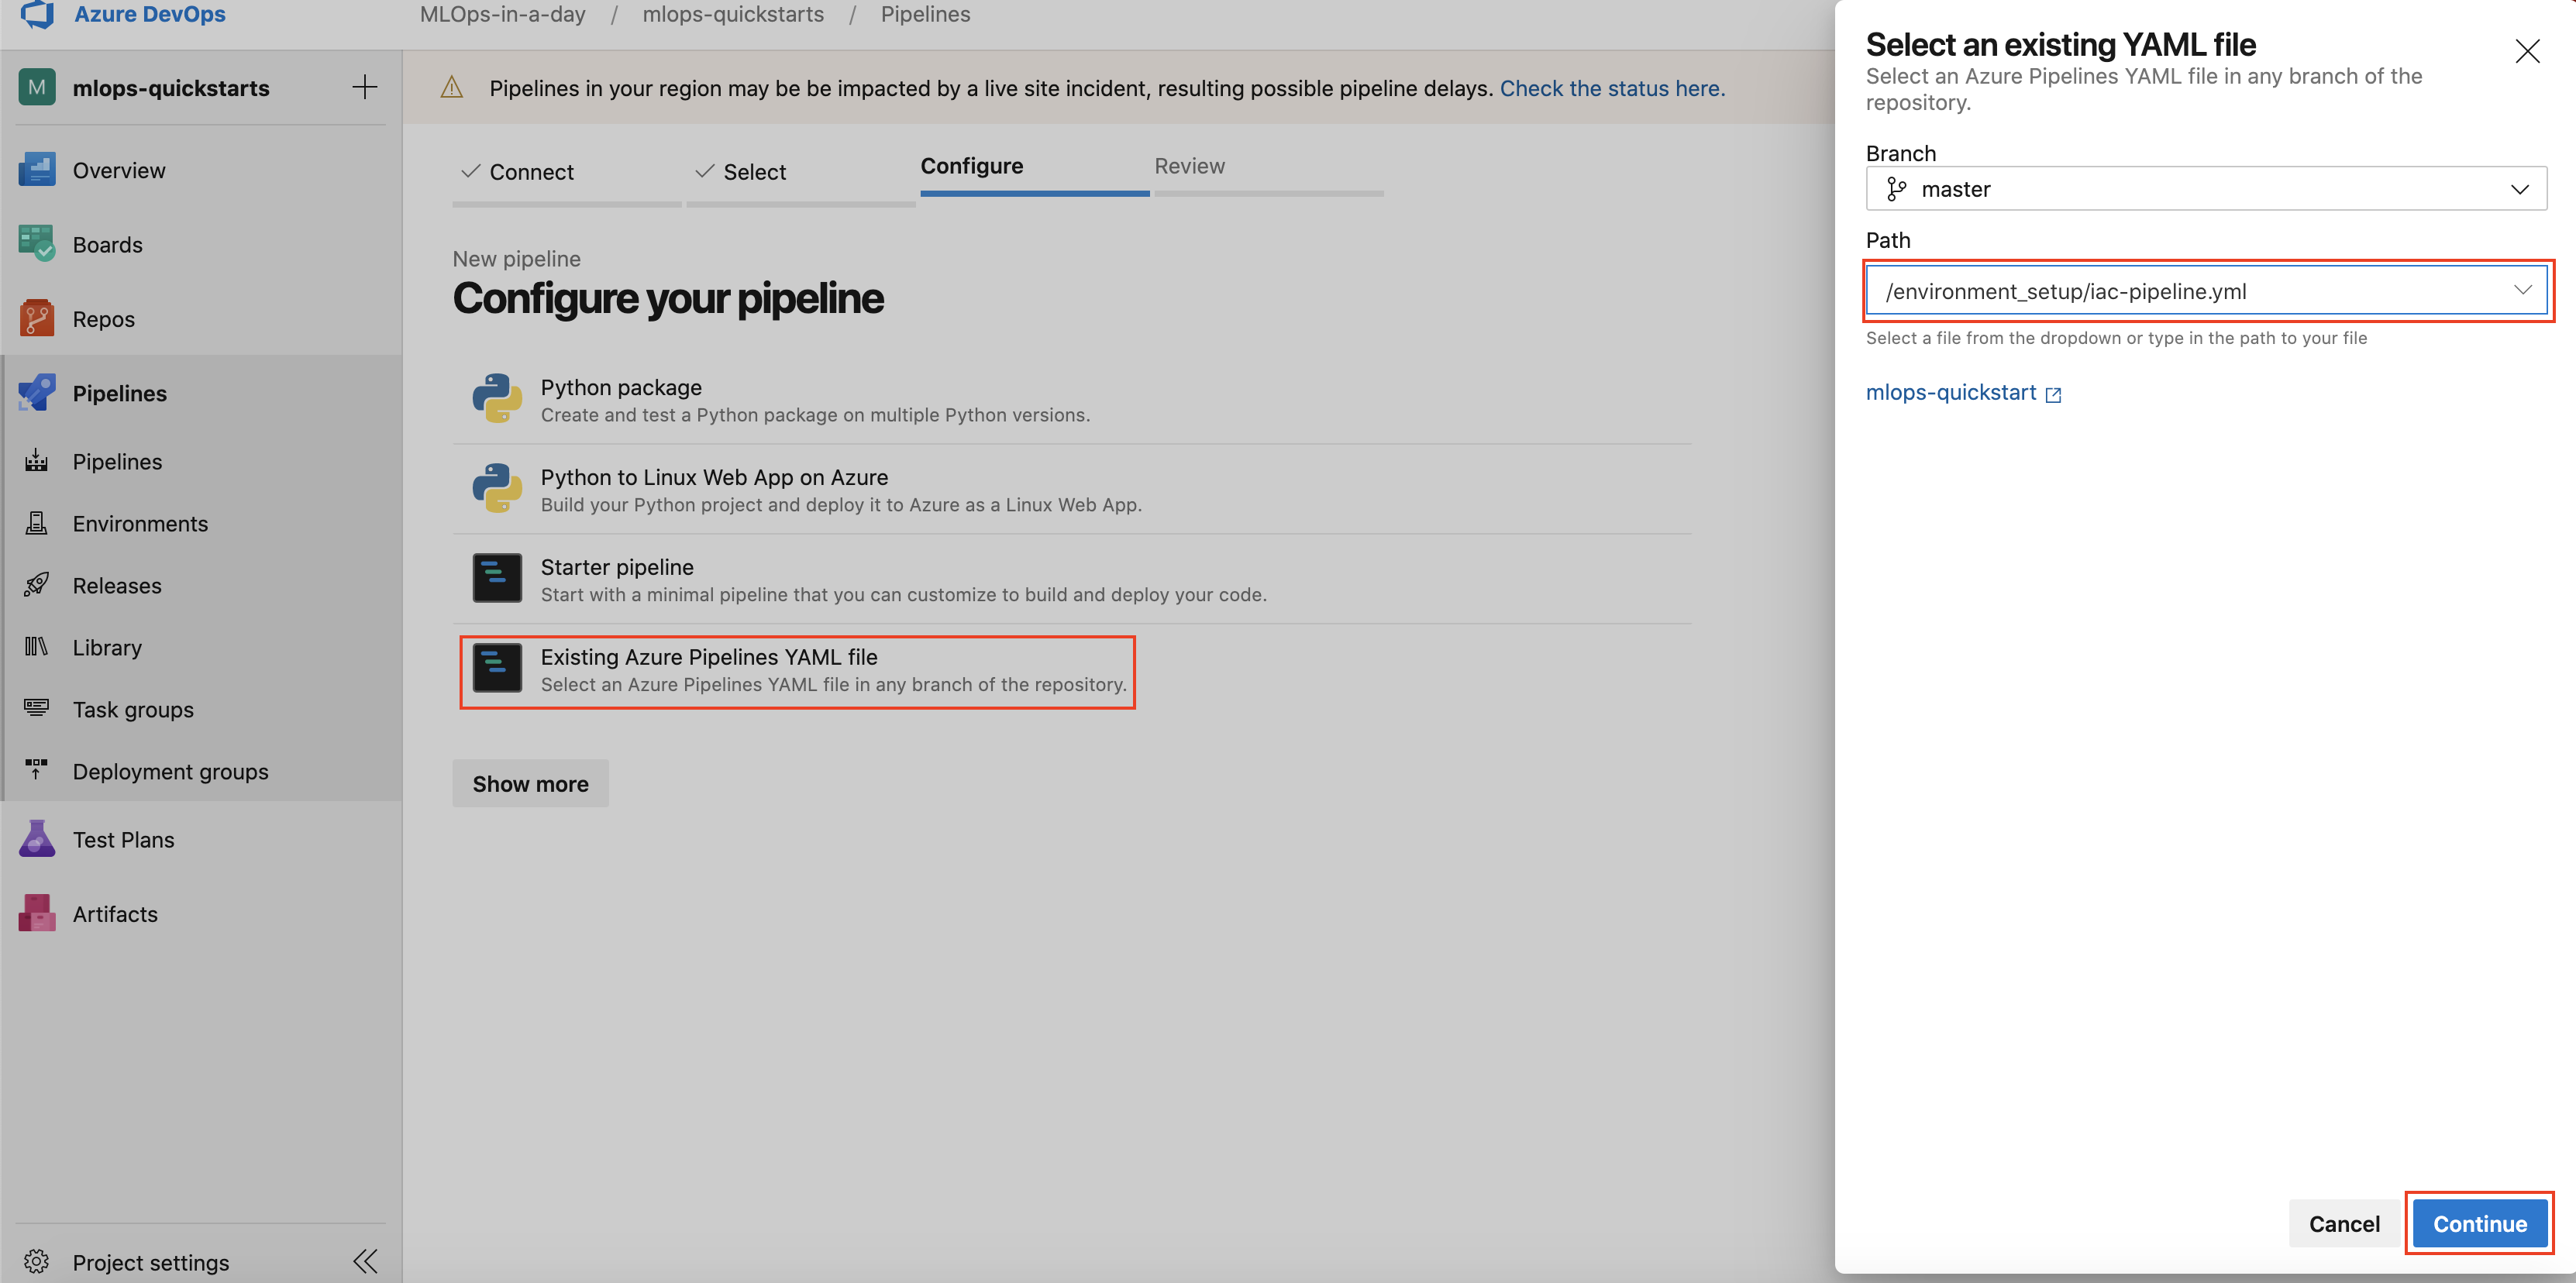 Azure DevOps
MLOps-in-a-day / mlops-quickstarts / Pipelines
M mlops-quickstarts
Overview
Boards
Repos
Pipelines
Pipelines
Environments
Releases
Library
Task groups
Deployment groups
Test Plans
Artifacts
Project settings
Pipelines in your region may be be impacted by a live site incident, resulting possible pipeline delays. Check the status here.
Connect
Select
Configure
Review
New pipeline
Configure your pipeline
Python package
Create and test a Python package on multiple Python versions.
Python to Linux Web App on Azure
Build your Python project and deploy it to Azure as a Linux Web App.
Starter pipeline
Start with a minimal pipeline that you can customize to build and deploy your code.
Existing Azure Pipelines YAML file
Select an Azure Pipelines YAML file in any branch of the repository.
Show more
Select an existing YAML file
Select an Azure Pipelines YAML file in any branch of the
repository.
Branch
master
Path
/environment_setup/iac-pipeline.yml
Select a file from the dropdown or type in the path to your file
mlops-quickstart
Cancel
Continue